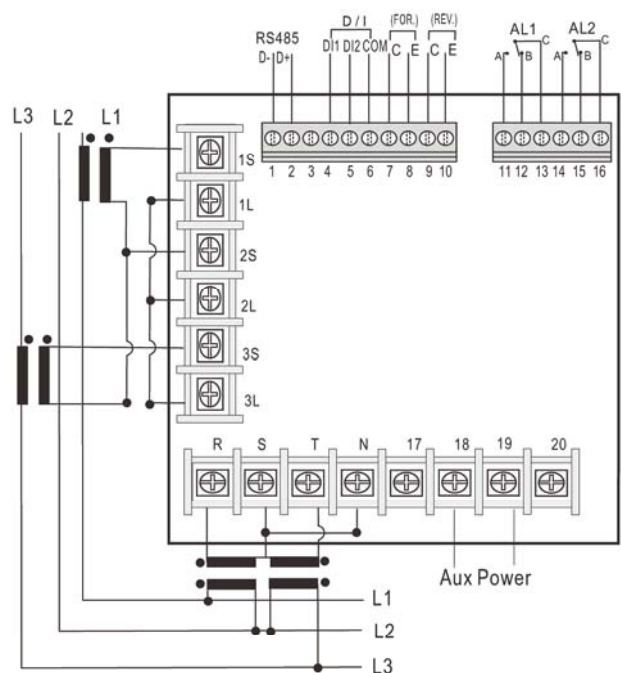 D / I (FOR.) (REV.) AL1 AL2
RS485 DI1 DI2 COM C E C E C C
D- D+ A B A B
L3 L2 L1
1 2 3 4 5 6 7 8 9 10 11 12 13 14 15 16
1S
1L
2S
2L
3S
3L
R S T N 17 18 19 20
Aux Power
L1
L2
L3